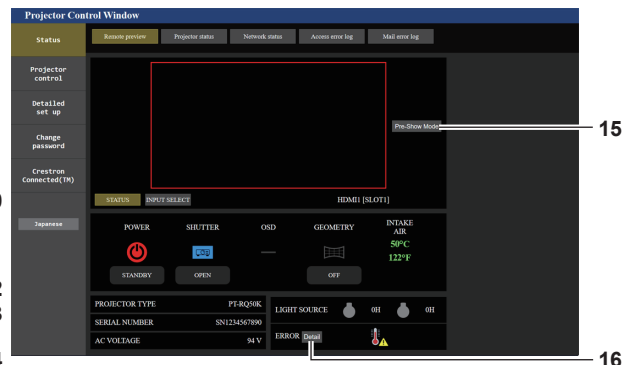 Projector Control Window
Status
Remote preview
Projector status
Network status
Access error log
Mail error log
Projector
control
Detailed
set up
Change
password
Crestron
Connected(TM)
Japanese
Pre-Show Mode
15
STATUS
INPUT SELECT
HDMI1 [SLOT1]
POWER
SHUTTER
OSD
GEOMETRY
INTAKE
AIR
50°C
122°F
STANDBY
OPEN
OFF
PROJECTOR TYPE PT-RQ50K
SERIAL NUMBER SN1234567890
AC VOLTAGE 94 V
LIGHT SOURCE 0H 0H
ERROR Detail
16